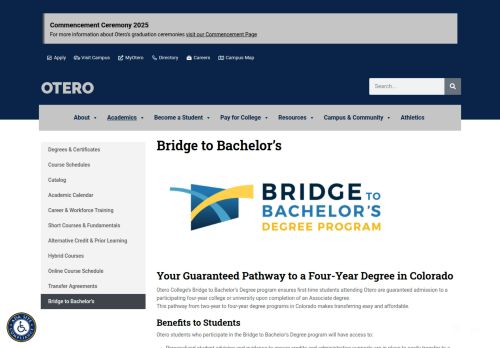 Commencement Ceremony 2025
For more information about Otero's graduation ceremonies visit our Commencement Page
Apply Visit Campus MyOtero Directory Careers Campus Map
OTERO
Search...
About Academics Become a Student Pay for College Resources Campus & Community Athletics
Degrees & Certificates
Course Schedules
Catalog
Academic Calendar
Career & Workforce Training
Short Courses & Fundamentals
Alternative Credit & Prior Learning
Hybrid Courses
Online Course Schedule
Transfer Agreements
Bridge to Bachelor's
Bridge to Bachelor's
BRIDGE TO
BACHELOR'S
DEGREE PROGRAM
Your Guaranteed Pathway to a Four-Year Degree in Colorado
Otero College's Bridge to Bachelor's Degree program ensures first-time students attending Otero are guaranteed admission to a
participating four-year college or university upon completion of an Associate degree.
This pathway from two-year to four-year degree programs in Colorado makes transferring easy and affordable.
Benefits to Students
Otero students who participate in the Bridge to Bachelor's Degree program will have access to: